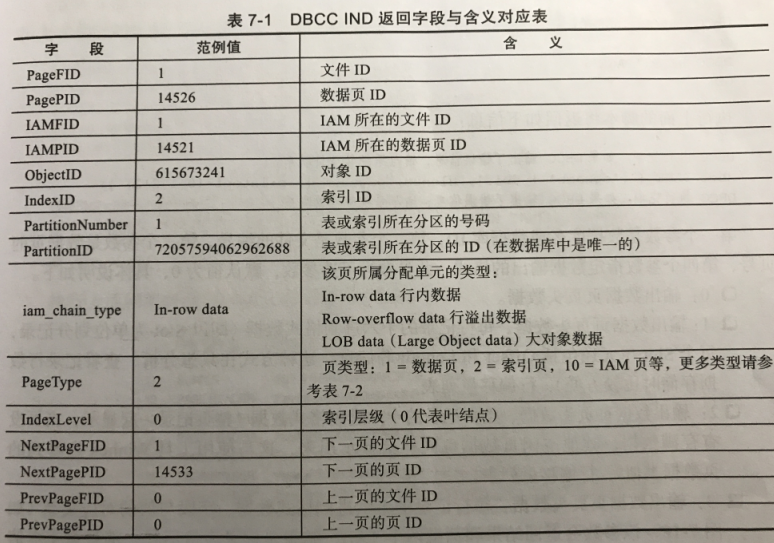 表 7-1 DBCC IND 返回字段与含义对应表
字 段 范例值 含 义
PageFID 1 文件 ID
PagePID 14526 数据页 ID
IAMFID 1 IAM 所在的文件 ID
IAMPID 14521 IAM 所在的数据页 ID
ObjectID 615673241 对象 ID
IndexID 2 索引 ID
PartitionNumber 1 表或索引所在分区的号码
PartitionID 72057594062962688 表或索引所在分区的 ID（在数据库中是唯一的）
该页所属分配单元的类型：
iam_chain_type In-row data In-row data 行内数据
Row-overflow data 行溢出数据
LOB data（Large Object data）大对象数据
PageType 2 页类型：1 = 数据页，2 = 索引页，10 = IAM 页等，更多类型请参
考表 7-2
IndexLevel 0 索引层级（0 代表叶结点）
NextPageFID 1 下一页的文件 ID
NextPagePID 14533 下一页的页 ID
PrevPageFID 0 上一页的文件 ID
PrevPagePID 0 上一页的页 ID